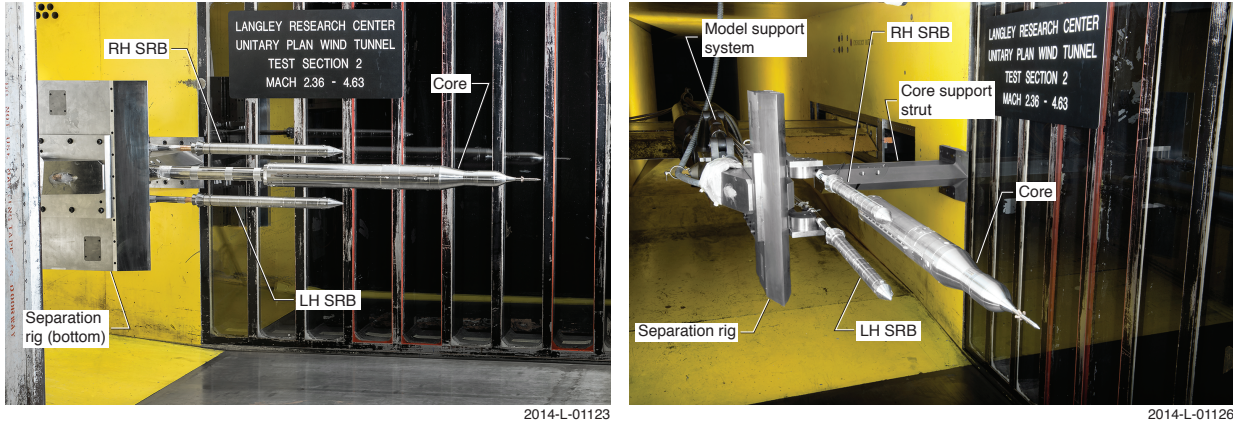 LANGLEY RESEARCH CENTER
UNITARY PLAN WIND TUNNEL
TEST SECTION 2
MACH 2.36 - 4.63
RH SRB
Core
LH SRB
Separation
rig (bottom)
2014-L-01123
Model support
system
RH SRB
LANGLEY RESEARCH CENTER
UNITARY PLAN WIND TUNNEL
TEST SECTION 2
MACH 2.36 - 4.63
Core support
strut
Core
Separation rig
LH SRB
2014-L-01126